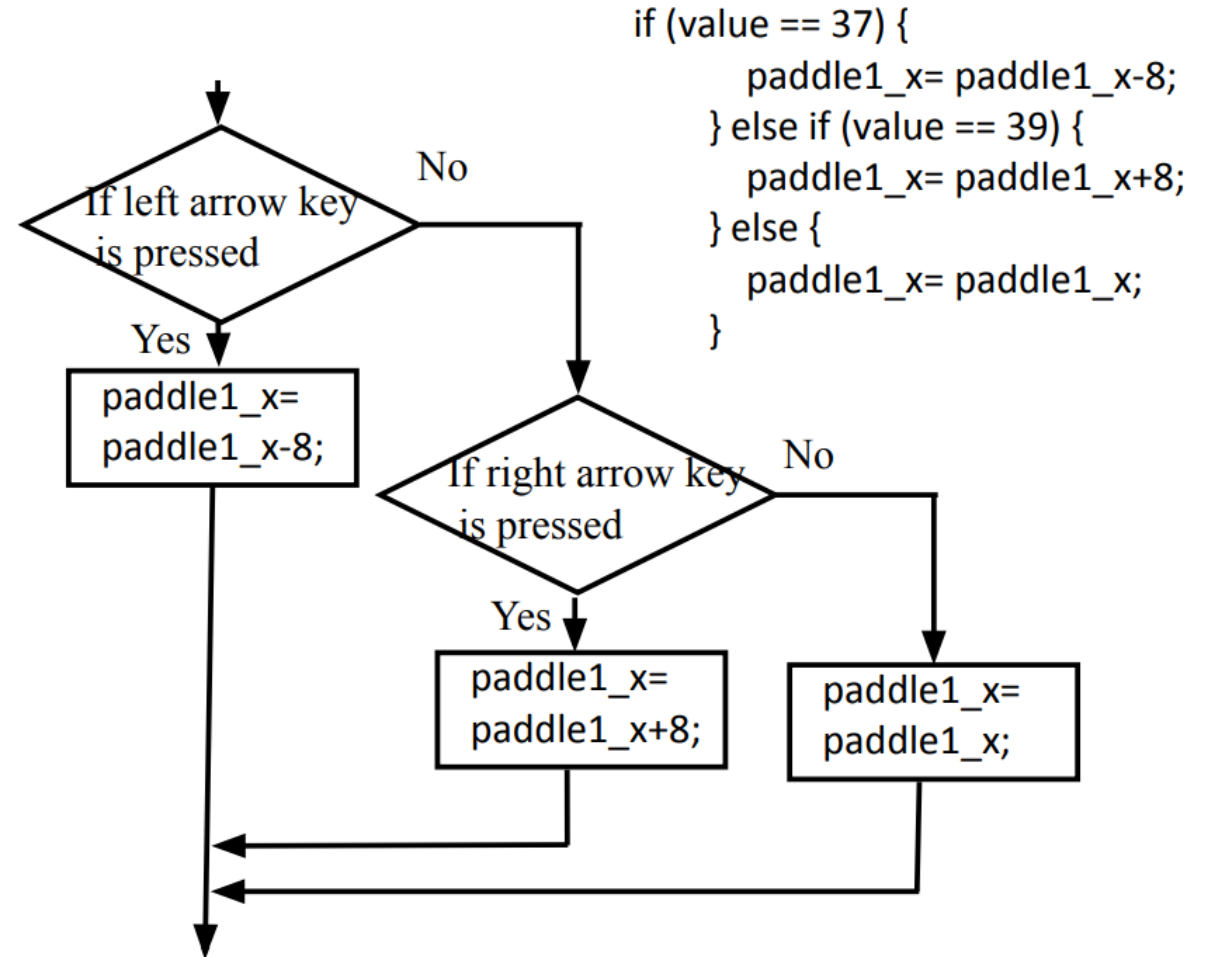 if (value == 37) {
paddle1_x= paddle1_x-8;
} else if (value == 39) {
paddle1_x= paddle1_x+8;
} else {
paddle1_x= paddle1_x;
}
No
If left arrow key
is pressed
Yes
paddle1_x=
paddle1_x-8;
No
If right arrow key
is pressed
Yes
paddle1_x=
paddle1_x+8;
paddle1_x=
paddle1_x;